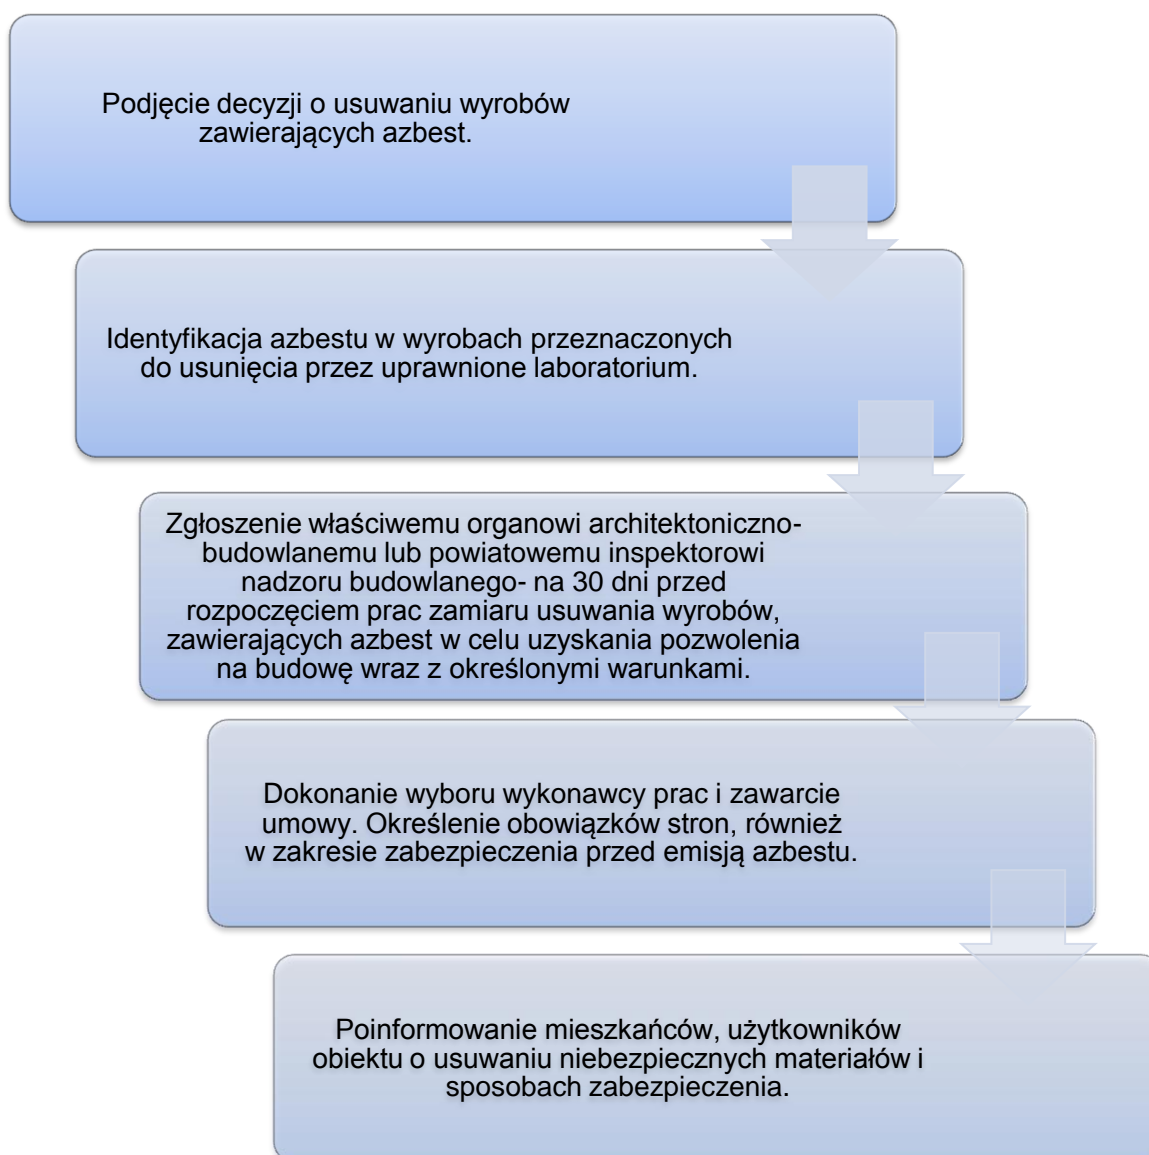 Podjęcie decyzji o usuwaniu wyrobów
zawierających azbest.
Identyfikacja azbestu w wyrobach przeznaczonych
do usunięcia przez uprawnione laboratorium.
Zgłoszenie właściwemu organowi architektoniczno-
budowlanemu lub powiatowemu inspektorowi
nadzoru budowlanego- na 30 dni przed
rozpoczęciem prac zamiaru usuwania wyrobów,
zawierających azbest w celu uzyskania pozwolenia
na budowę wraz z określonymi warunkami.
Dokonanie wyboru wykonawcy prac i zawarcie
umowy. Określenie obowiązków stron, również
w zakresie zabezpieczenia przed emisją azbestu.
Poinformowanie mieszkańców, użytkowników
obiektu o usuwaniu niebezpiecznych materiałów i
sposobach zabezpieczenia.